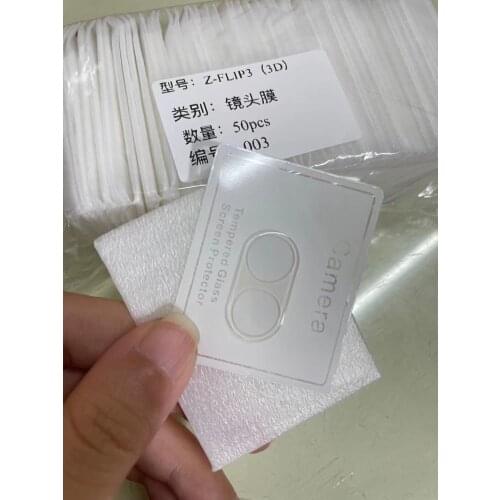 型号：Z-FLIP3（3D）
类别：镜头膜
数量：50pcs
编号 003
Camera
Tempered Glass
Screen Protector